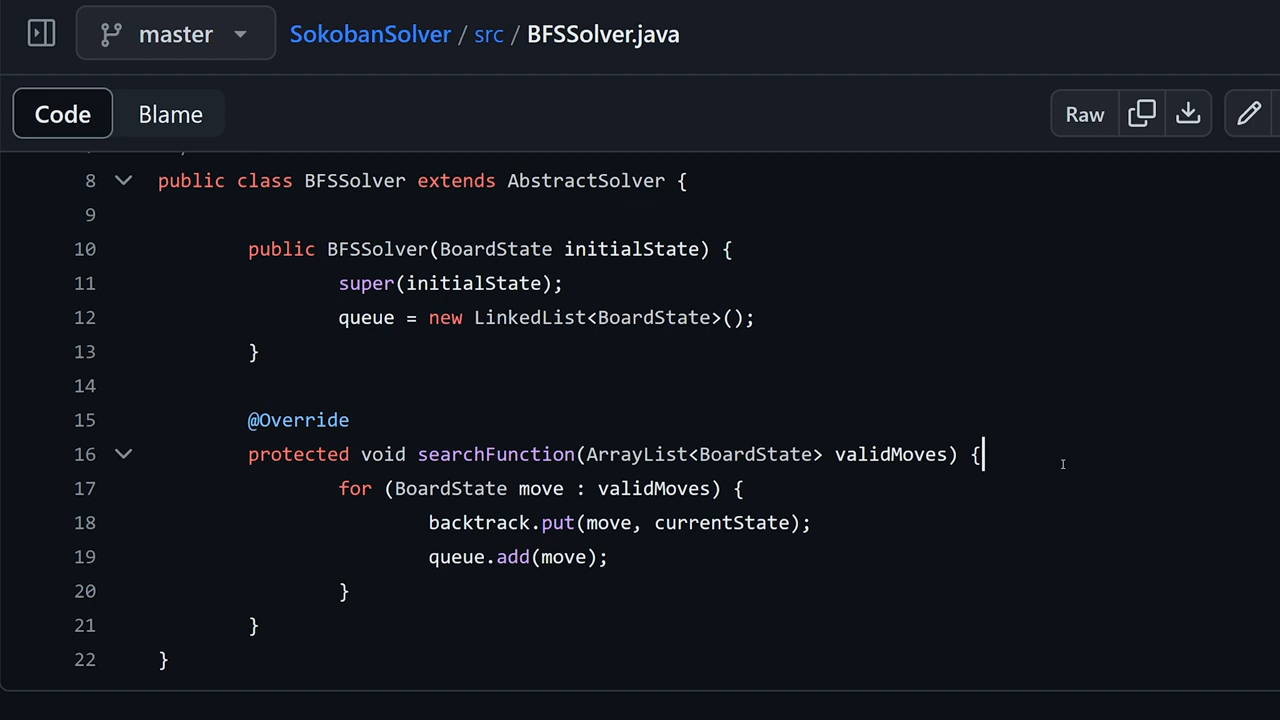 master SokobanSolver / src / BFSSolver.java
Code Blame Raw
8 public class BFSSolver extends AbstractSolver {
9
10 public BFSSolver(BoardState initialState) {
11 super(initialState);
12 queue = new LinkedList<BoardState>();
13 }
14
15 @Override
16 protected void searchFunction(ArrayList<BoardState> validMoves) {
17 for (BoardState move : validMoves) {
18 backtrack.put(move, currentState);
19 queue.add(move);
20 }
21 }
22 }